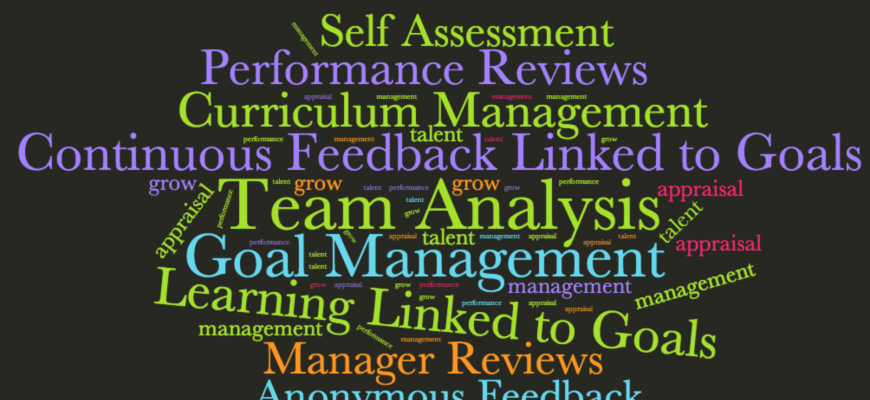 Self Assessment
management
Performance Reviews
appraisal management management management
Curriculum Management
talent
performance management talent grow
Continuous Feedback Linked to Goals
grow talent grow talent performance grow grow performance appraisal
appraisal performance talent
Team Analysis
grow talent
performance grow talent appraisal talent management appraisal appraisal talent appraisal
talent
Goal Management
talent
grow appraisal grow performance management management
grow performance appraisal appraisal
Learning Linked to Goals
management performance management
Manager Reviews
Anonymous Feedback